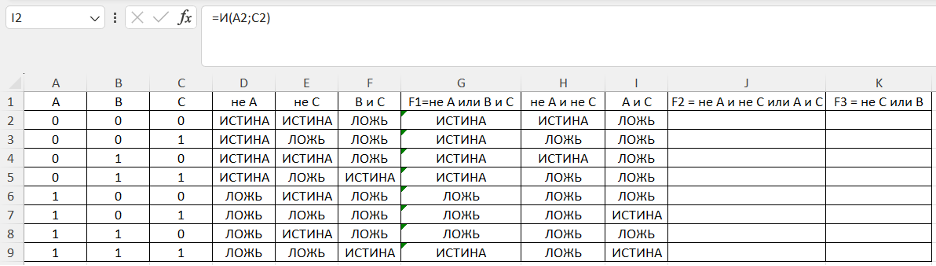 I2 fx =И(A2;C2)
A B C D E F G H I J K
1 A B C не А не С В и С F1=не А или В и С не А и не С А и С F2 = не А и не С или А и С F3 = не С или В
2 0 0 0 ИСТИНА ИСТИНА ЛОЖЬ ИСТИНА ИСТИНА ЛОЖЬ
3 0 0 1 ИСТИНА ЛОЖЬ ЛОЖЬ ИСТИНА ЛОЖЬ ЛОЖЬ
4 0 1 0 ИСТИНА ИСТИНА ЛОЖЬ ИСТИНА ИСТИНА ЛОЖЬ
5 0 1 1 ИСТИНА ЛОЖЬ ИСТИНА ИСТИНА ЛОЖЬ ЛОЖЬ
6 1 0 0 ЛОЖЬ ИСТИНА ЛОЖЬ ЛОЖЬ ЛОЖЬ ЛОЖЬ
7 1 0 1 ЛОЖЬ ЛОЖЬ ЛОЖЬ ЛОЖЬ ЛОЖЬ ИСТИНА
8 1 1 0 ЛОЖЬ ИСТИНА ЛОЖЬ ЛОЖЬ ЛОЖЬ ЛОЖЬ
9 1 1 1 ЛОЖЬ ЛОЖЬ ИСТИНА ИСТИНА ЛОЖЬ ИСТИНА